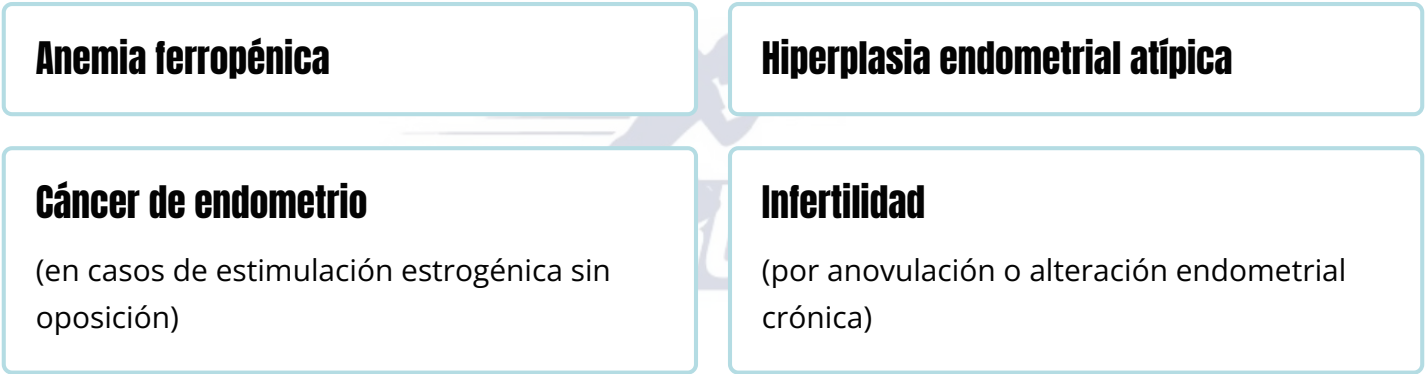 Anemia ferropénica
Hiperplasia endometrial atípica
Cáncer de endometrio
(en casos de estimulación estrogénica sin
oposición)
Infertilidad
(por anovulación o alteración endometrial
crónica)